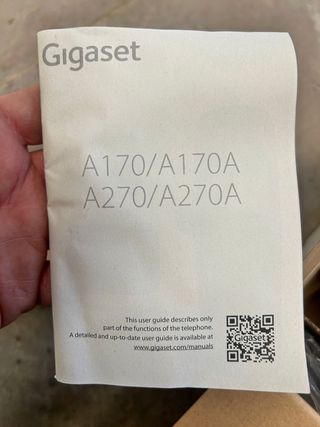 Gigaset
A170/A170A
A270/A270A
This user guide describes only
part of the functions of the telephone.
A detailed and up-to-date user guide is available at
www.gigaset.com/manuals
Gigaset